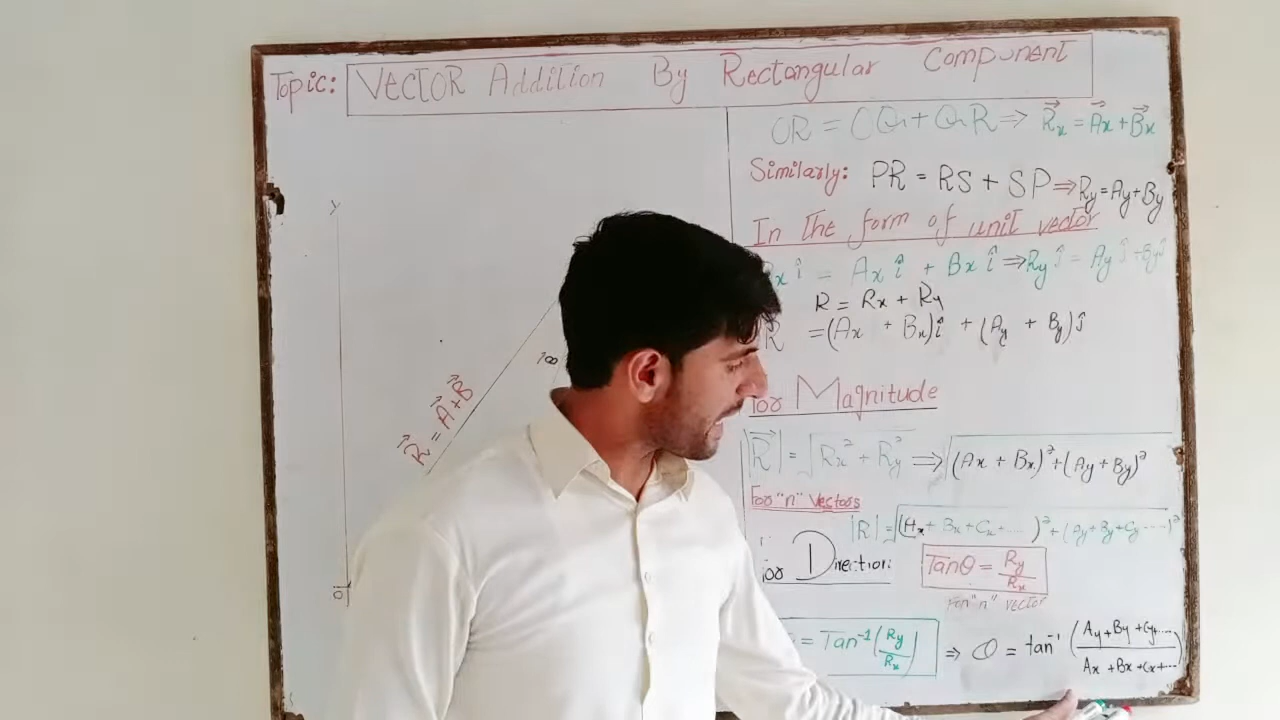 Topic: VECTOR Addition By Rectangular Component
Y
R⃗ = A⃗+B⃗
O
OR = OQ+QR ⇒ R⃗x = A⃗x + B⃗x
Similarly: PR = RS + SP ⇒ Ry = Ay+By
In the form of unit vector
x î = Ax î + Bx î ⇒ Ry ĵ = Ay ĵ + By ĵ
R = Rx + Ry
R = (Ax + Bx)î + (Ay + By)ĵ
For Magnitude
|R⃗| = √Rx² + Ry² ⇒ √(Ax + Bx)² + (Ay + By)²
For "n" vectors
|R| = √(Ax + Bx + Cx + ....)² + (Ay + By + Cy ....)²
For Direction:
Tanθ = Ry/Rx
For "n" vector
= Tan⁻¹(Ry/Rx) ⇒ θ = tan⁻¹(Ay + By + Cy..../Ax + Bx + Cx + ....)